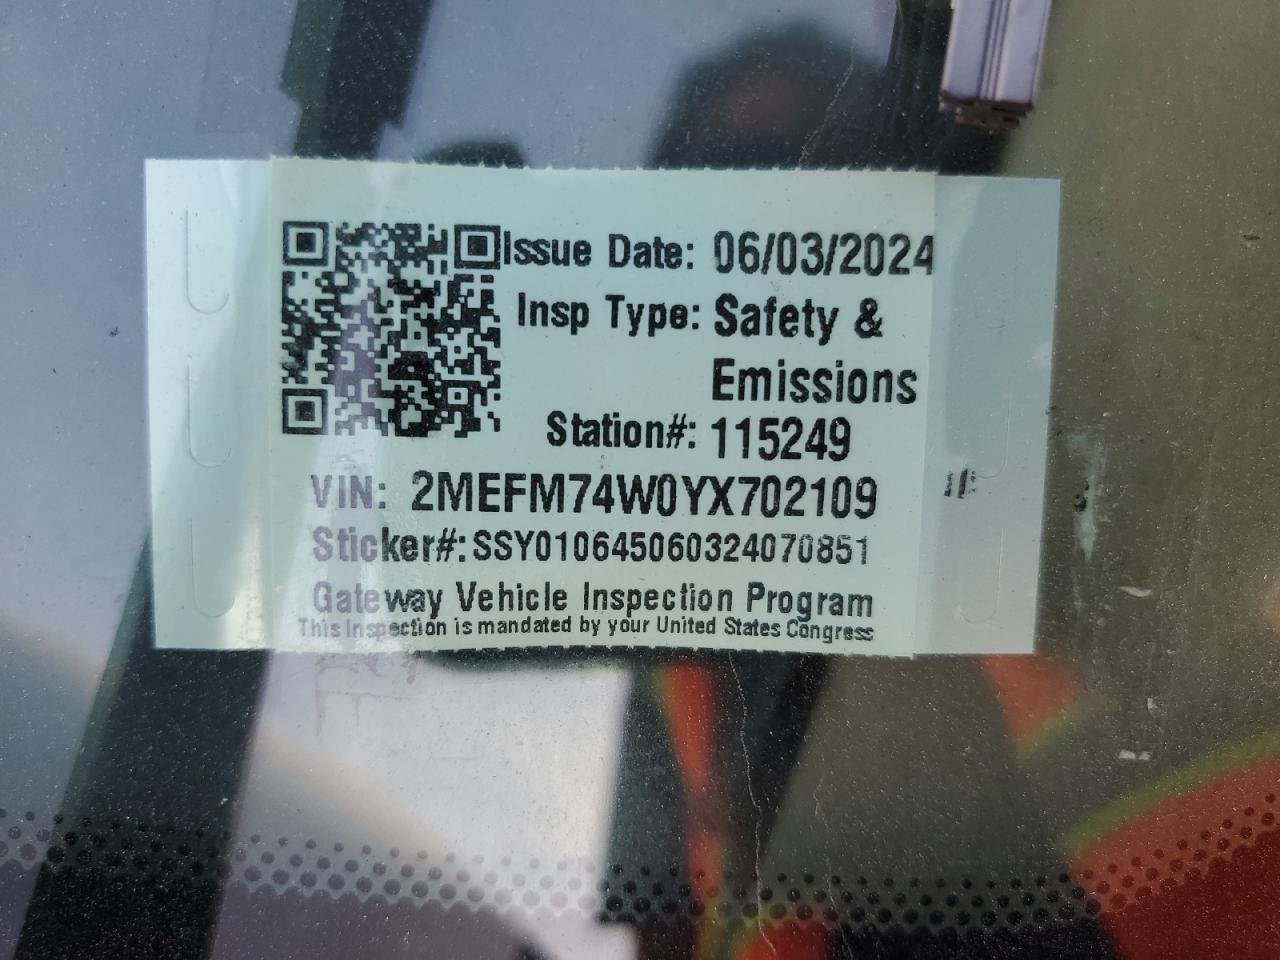 Issue Date: 06/03/2024
Insp Type: Safety &
Emissions
Station#: 115249
VIN: 2MEFM74W0YX702109
Sticker#: SSY010645060324070851
Gateway Vehicle Inspection Program
This Inspection is mandated by your United States Congress